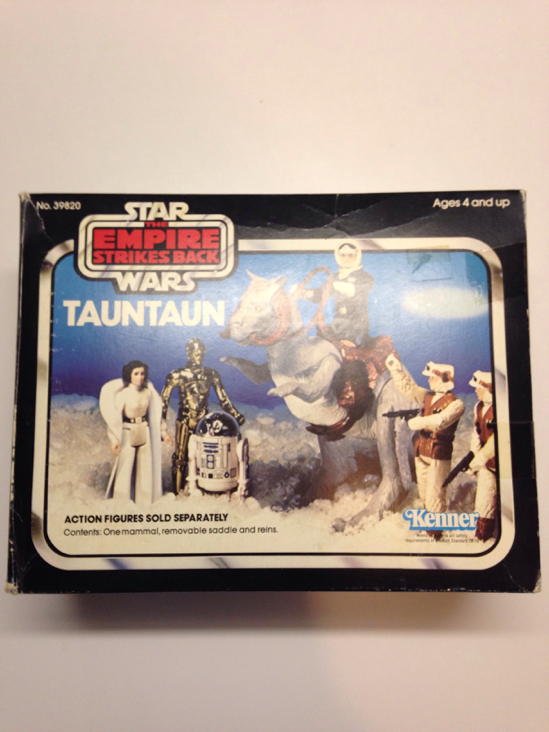 No. 39820
Ages 4 and up
STAR
THE
EMPIRE
STRIKES BACK
WARS
TAUNTAUN
ACTION FIGURES SOLD SEPARATELY
Contents: One mammal, removable saddle and reins.
Kenner